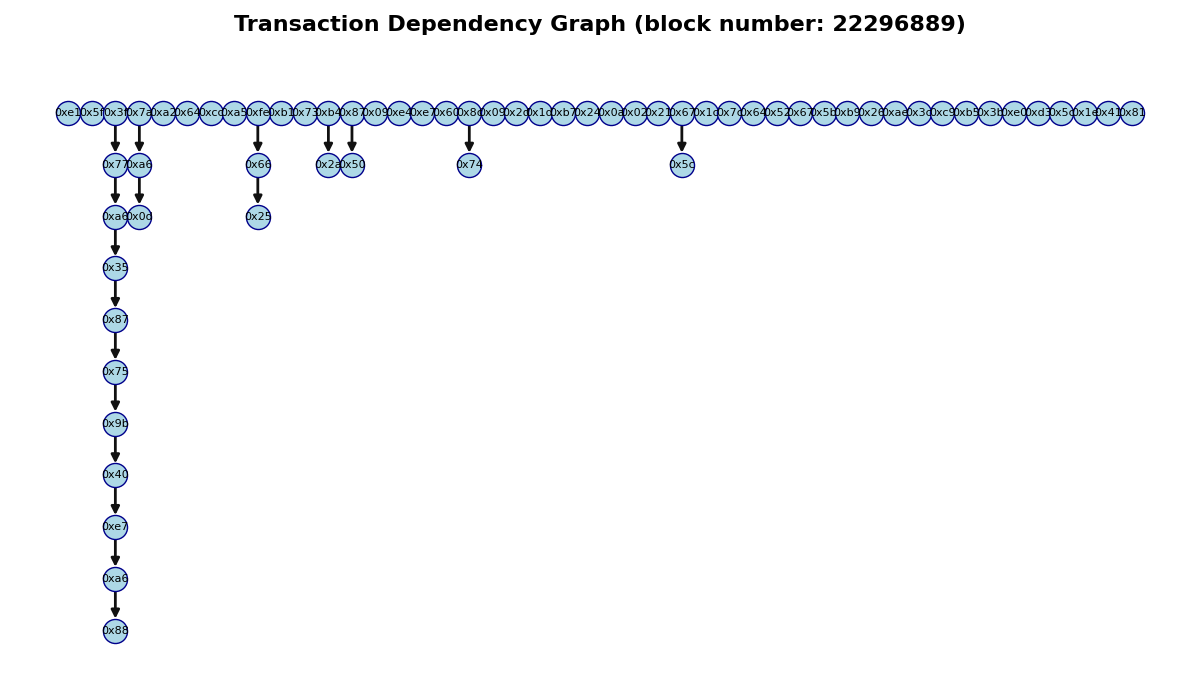 Transaction Dependency Graph (block number: 22296889)
0xe1 0x5f 0x3f 0x7a 0xa2 0x64 0xcc 0xa5 0xfe 0xb1 0x73 0xb4 0x87 0x09 0xe4 0xe7 0x60 0x8c 0x09 0x2d 0x1c 0xb7 0x24 0x0a 0x02 0x21 0x67 0x1d 0x7c 0x64 0x52 0x67 0x5b 0xb9 0x26 0xae 0x3c 0xc9 0xb5 0x3b 0xe0 0xd3 0x5c 0x1e 0x41 0x81
0x77 0xa6 0x66 0x2a 0x50 0x74 0x5c
0xa6 0x0d 0x25
0x35
0x87
0x75
0x9b
0x40
0xe7
0xa6
0x88